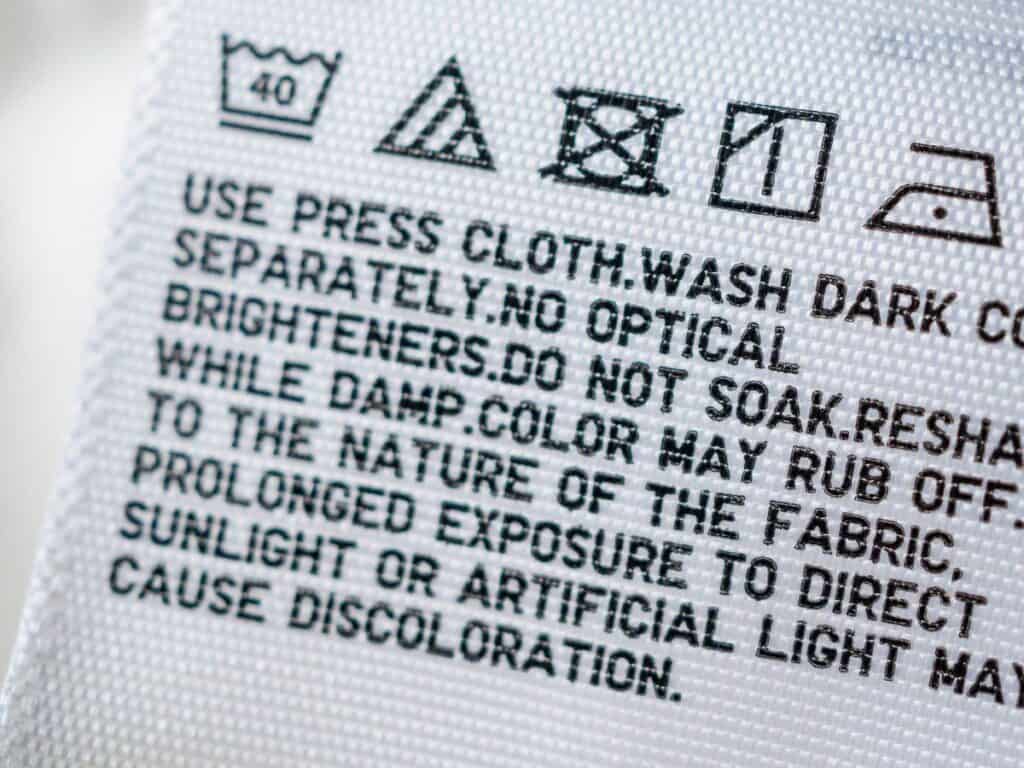 40
USE PRESS CLOTH.WASH DARK CO
SEPARATELY.NO OPTICAL
BRIGHTENERS.DO NOT SOAK.RESHA
WHILE DAMP.COLOR MAY RUB OFF.
TO THE NATURE OF THE FABRIC,
PROLONGED EXPOSURE TO DIRECT
SUNLIGHT OR ARTIFICIAL LIGHT MAY
CAUSE DISCOLORATION.